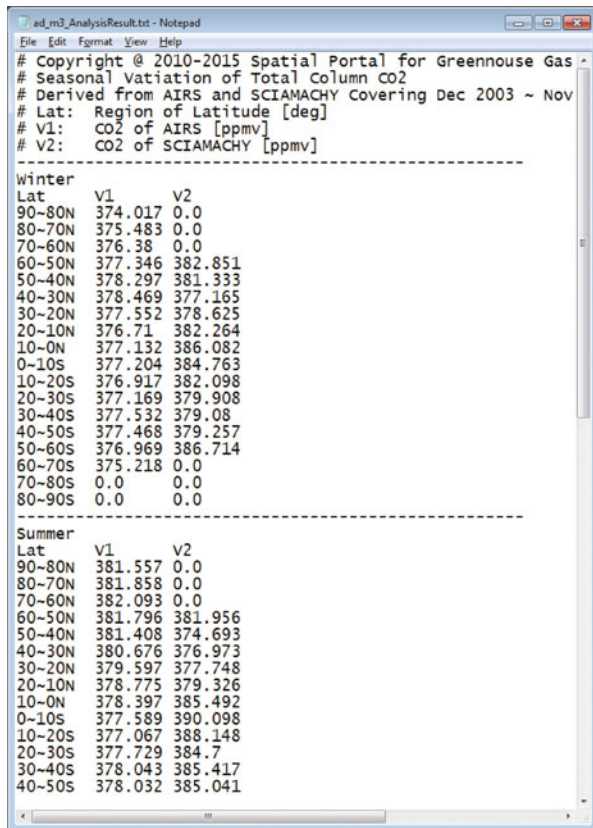 ad_m3_AnalysisResult.txt - Notepad
File Edit Format View Help
# Copyright @ 2010-2015 Spatial Portal for Greennouse Gas
# Seasonal Vatiation of Total Column CO2
# Derived from AIRS and SCIAMACHY Covering Dec 2003 ~ Nov
# Lat: Region of Latitude [deg]
# V1: CO2 of AIRS [ppmv]
# V2: CO2 of SCIAMACHY [ppmv]
------------------------------------------------------
Winter
Lat V1 V2
90~80N 374.017 0.0
80~70N 375.483 0.0
70~60N 376.38 0.0
60~50N 377.346 382.851
50~40N 378.297 381.333
40~30N 378.469 377.165
30~20N 377.552 378.625
20~10N 376.71 382.264
10~0N 377.132 386.082
0~10S 377.204 384.763
10~20S 376.917 382.098
20~30S 377.169 379.908
30~40S 377.532 379.08
40~50S 377.468 379.257
50~60S 376.969 386.714
60~70S 375.218 0.0
70~80S 0.0 0.0
80~90S 0.0 0.0
------------------------------------------------------
Summer
Lat V1 V2
90~80N 381.557 0.0
80~70N 381.858 0.0
70~60N 382.093 0.0
60~50N 381.796 381.956
50~40N 381.408 374.693
40~30N 380.676 376.973
30~20N 379.597 377.748
20~10N 378.775 379.326
10~0N 378.397 385.492
0~10S 377.589 390.098
10~20S 377.067 388.148
20~30S 377.729 384.7
30~40S 378.043 385.417
40~50S 378.032 385.041